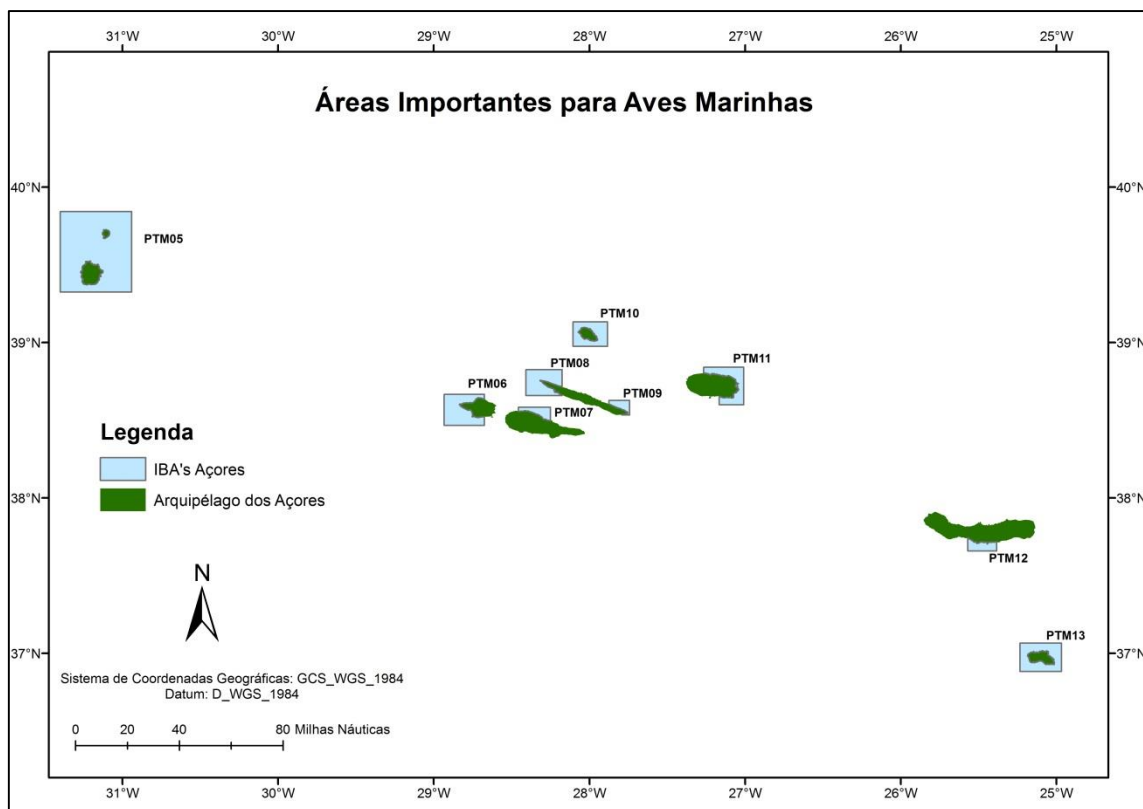 31°W 30°W 29°W 28°W 27°W 26°W 25°W
Áreas Importantes para Aves Marinhas
40°N 40°N
PTM05
PTM10
39°N 39°N
PTM08
PTM11
PTM06
PTM09
PTM07
Legenda
IBA's Açores
38°N 38°N
Arquipélago dos Açores
PTM12
N
PTM13
37°N 37°N
Sistema de Coordenadas Geográficas: GCS_WGS_1984
Datum: D_WGS_1984
0 20 40 80 Milhas Náuticas
31°W 30°W 29°W 28°W 27°W 26°W 25°W